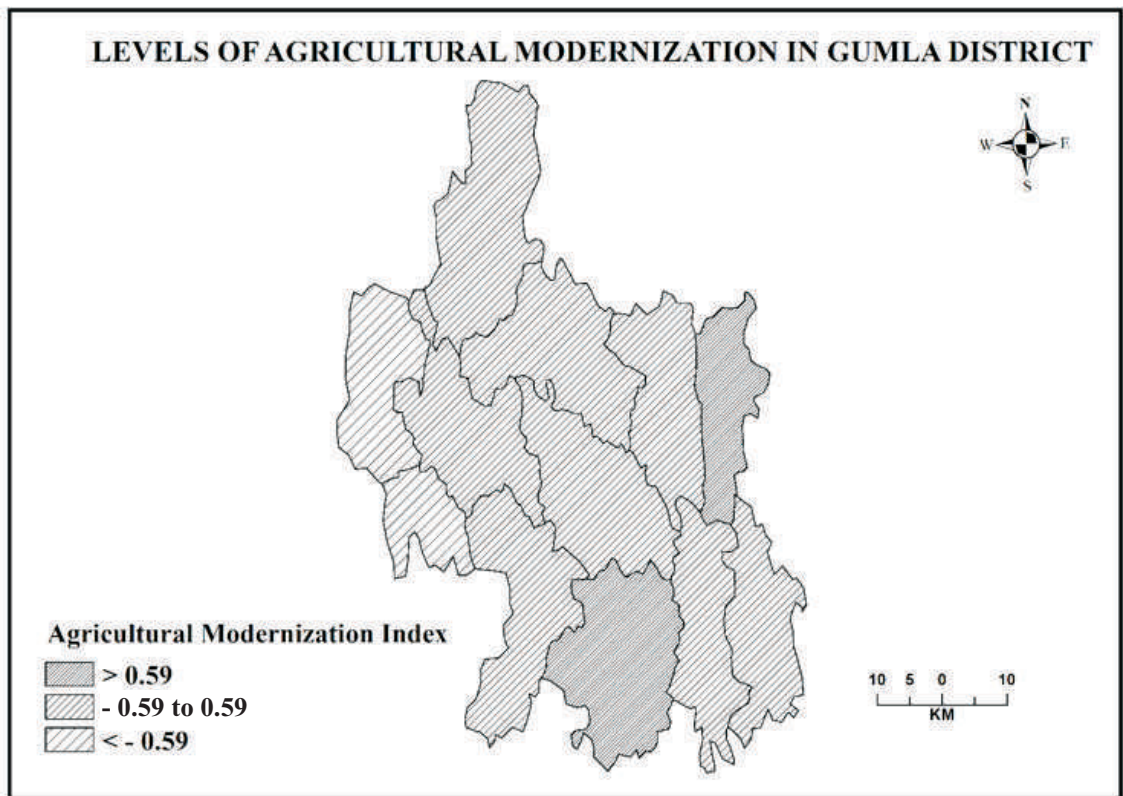 LEVELS OF AGRICULTURAL MODERNIZATION IN GUMLA DISTRICT
N
W E
S
Agricultural Modernization Index
> 0.59
- 0.59 to 0.59
< - 0.59
10 5 0 10
KM